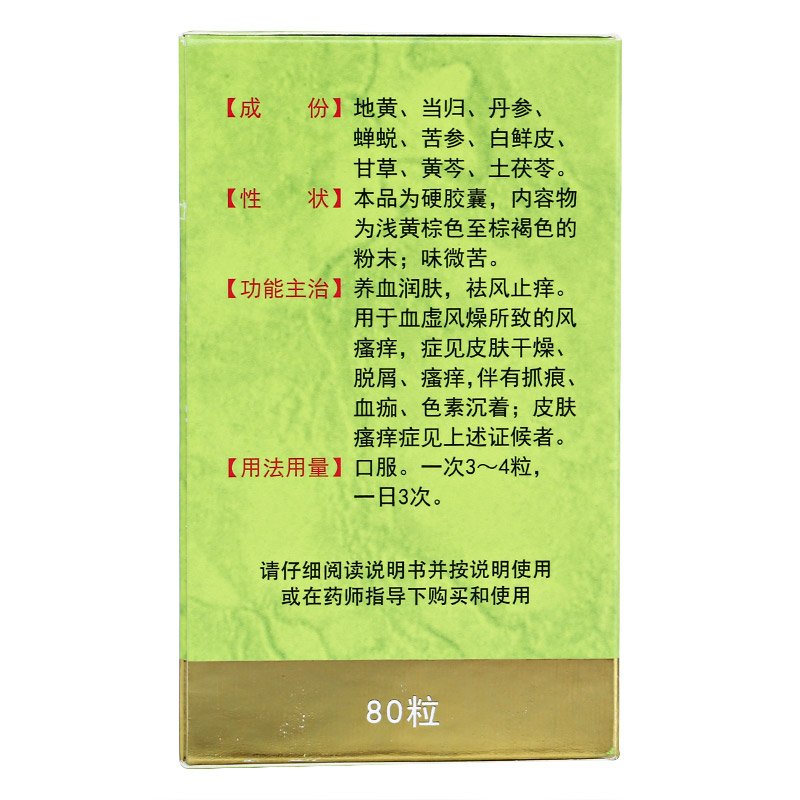 【成　　份】地黄、当归、丹参、
蝉蜕、苦参、白鲜皮、
甘草、黄芩、土茯苓。
【性　　状】本品为硬胶囊，内容物
为浅黄棕色至棕褐色的
粉末；味微苦。
【功能主治】养血润肤，祛风止痒。
用于血虚风燥所致的风
瘙痒，症见皮肤干燥、
脱屑、瘙痒，伴有抓痕、
血痂、色素沉着；皮肤
瘙痒症见上述证候者。
【用法用量】口服。一次3～4粒，
一日3次。
请仔细阅读说明书并按说明使用
或在药师指导下购买和使用
80粒